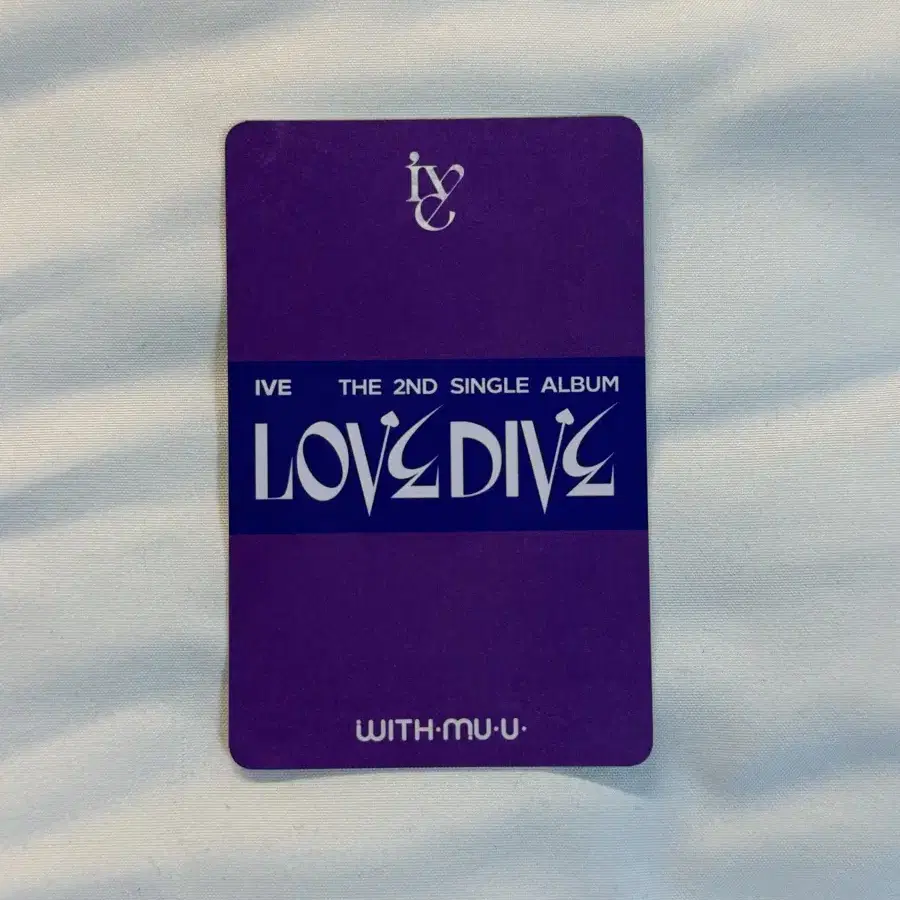 IVE
IVE THE 2ND SINGLE ALBUM
LOVE DIVE
WITH·MU·U·